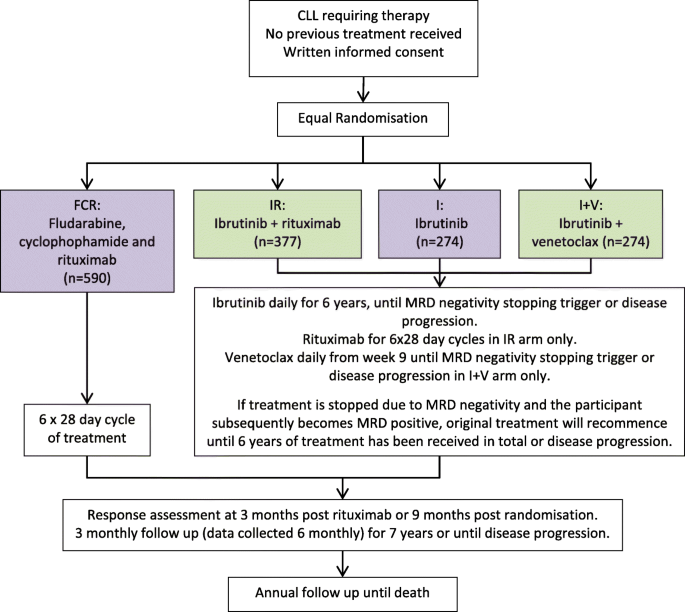 CLL requiring therapy
No previous treatment received
Written informed consent
Equal Randomisation
FCR:
Fludarabine,
cyclophophamide and
rituximab
(n=590)
IR:
Ibrutinib + rituximab
(n=377)
I:
Ibrutinib
(n=274)
I+V:
Ibrutinib +
venetoclax (n=274)
Ibrutinib daily for 6 years, until MRD negativity stopping trigger or disease
progression.
Rituximab for 6x28 day cycles in IR arm only.
Venetoclax daily from week 9 until MRD negativity stopping trigger or
disease progression in I+V arm only.
If treatment is stopped due to MRD negativity and the participant
subsequently becomes MRD positive, original treatment will recommence
until 6 years of treatment has been received in total or disease progression.
6 x 28 day cycle
of treatment
Response assessment at 3 months post rituximab or 9 months post randomisation.
3 monthly follow up (data collected 6 monthly) for 7 years or until disease progression.
Annual follow up until death